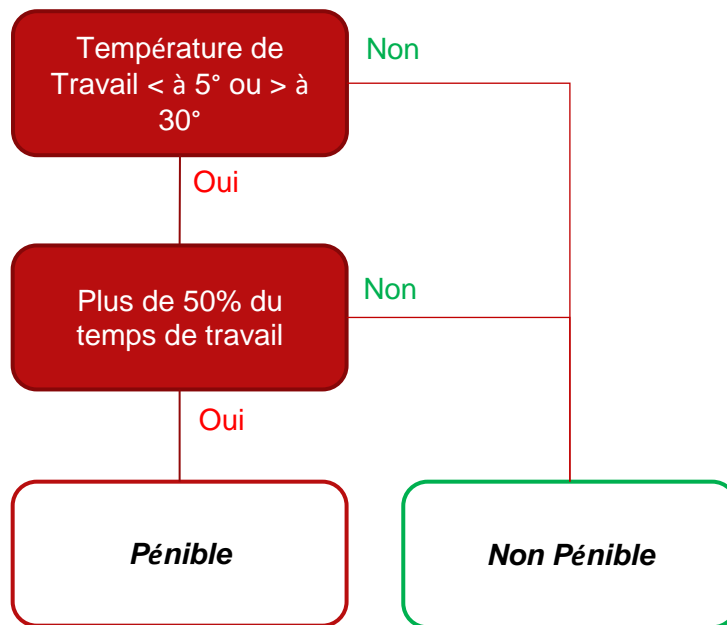 Température de
Travail < à 5° ou > à
30°
Non
Oui
Plus de 50% du
temps de travail
Non
Oui
Pénible
Non Pénible